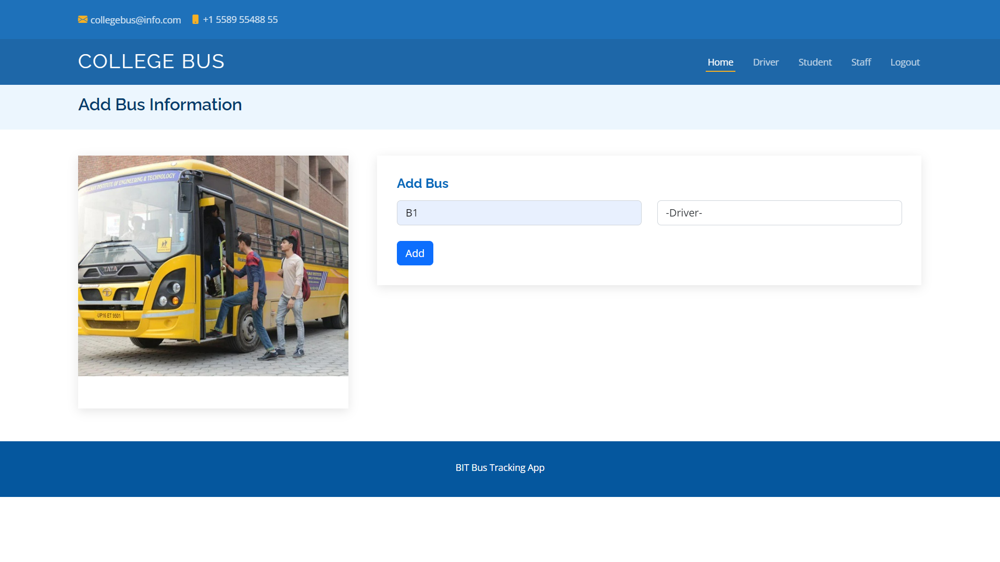 collegebus@info.com +1 5589 55488 55
COLLEGE BUS
Home Driver Student Staff Logout
Add Bus Information
INSTITUTE OF ENGINEERING & TECHNOLOGY
TATA
UP16 ET 9501
Add Bus
B1 -Driver-
Add
BIT Bus Tracking App